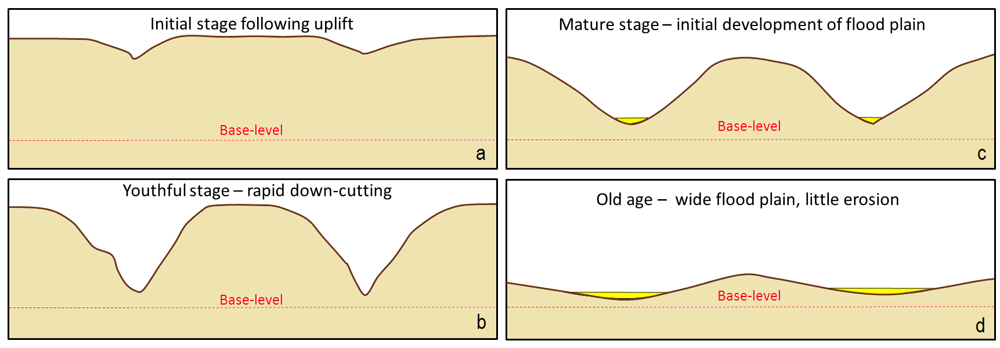 Initial stage following uplift
Base-level
a
Youthful stage – rapid down-cutting
Base-level
b
Mature stage – initial development of flood plain
Base-level
c
Old age – wide flood plain, little erosion
Base-level
d